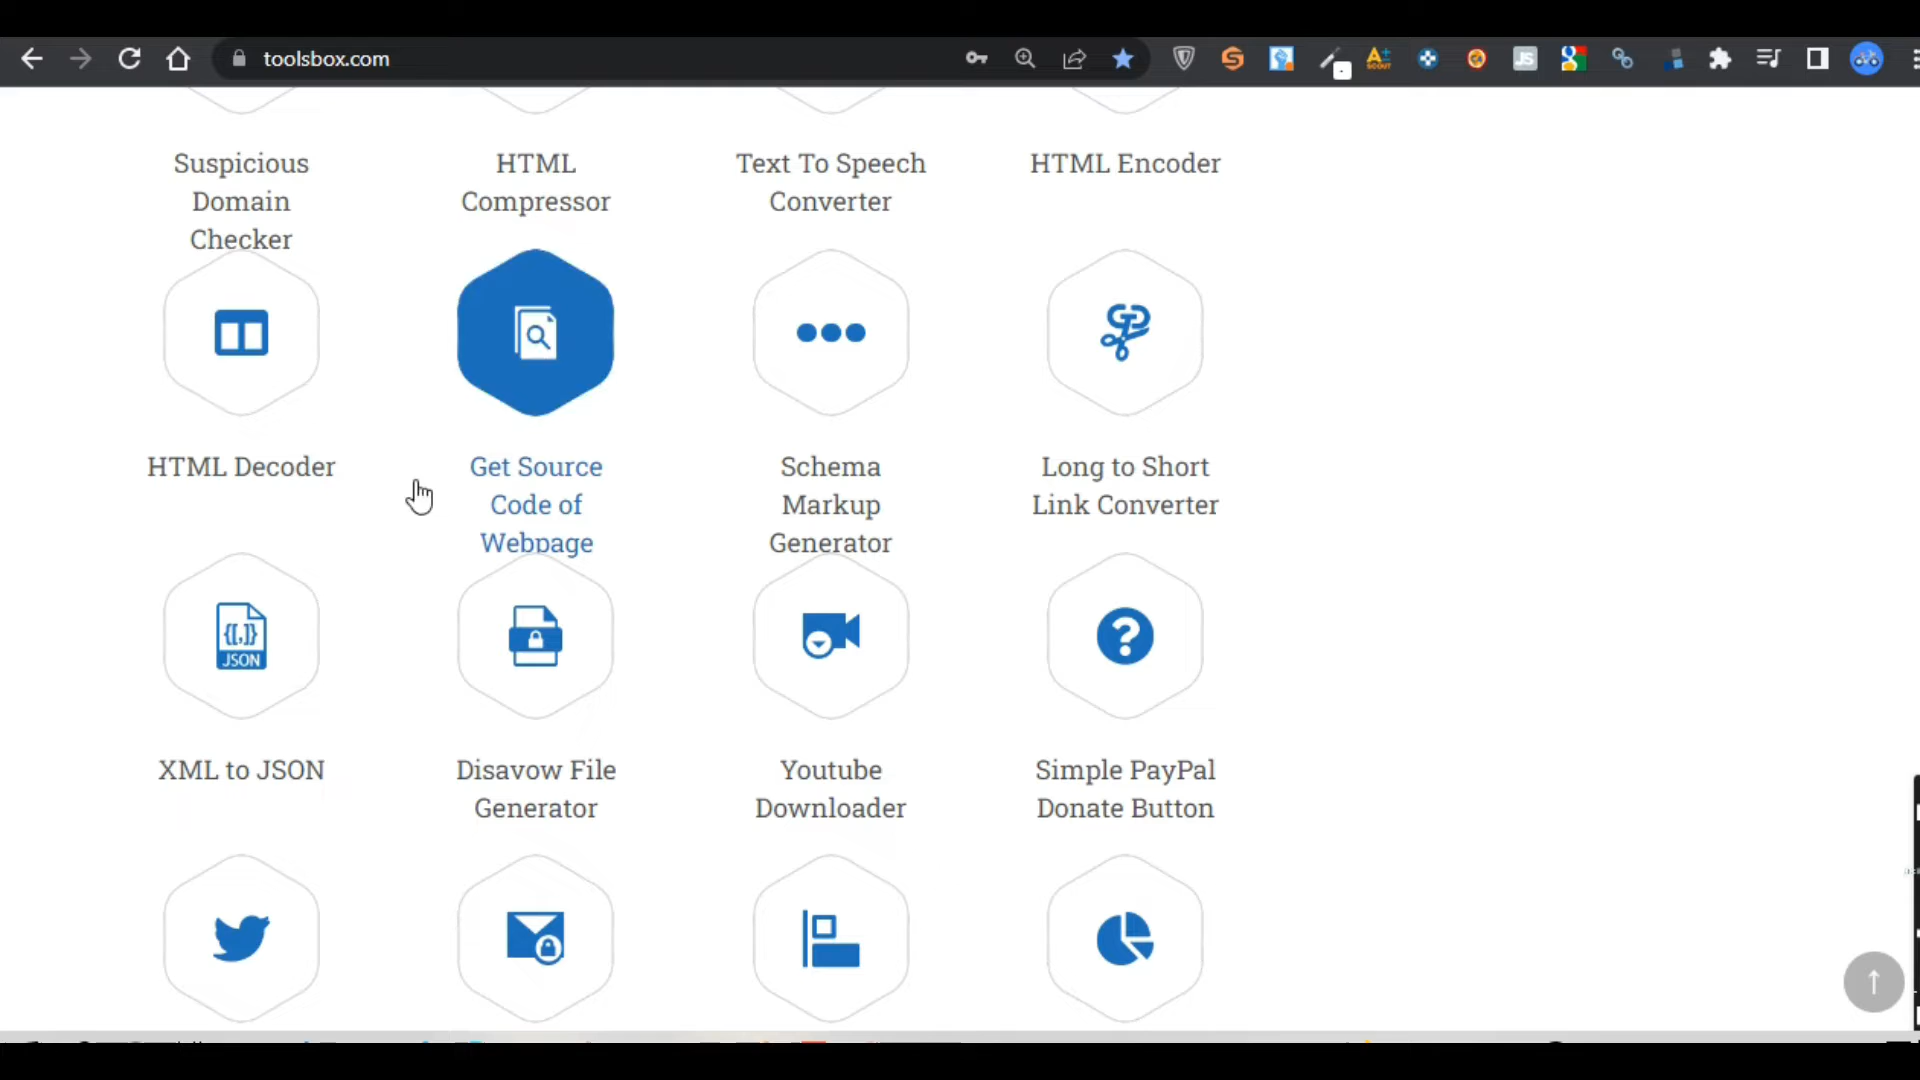 toolsbox.com
A+
SCOUT
JS
Suspicious
Domain
Checker
HTML
Compressor
Text To Speech
Converter
HTML Encoder
HTML Decoder
Get Source
Code of
Webpage
Schema
Markup
Generator
Long to Short
Link Converter
{[,]}
JSON
XML to JSON
Disavow File
Generator
Youtube
Downloader
Simple PayPal
Donate Button